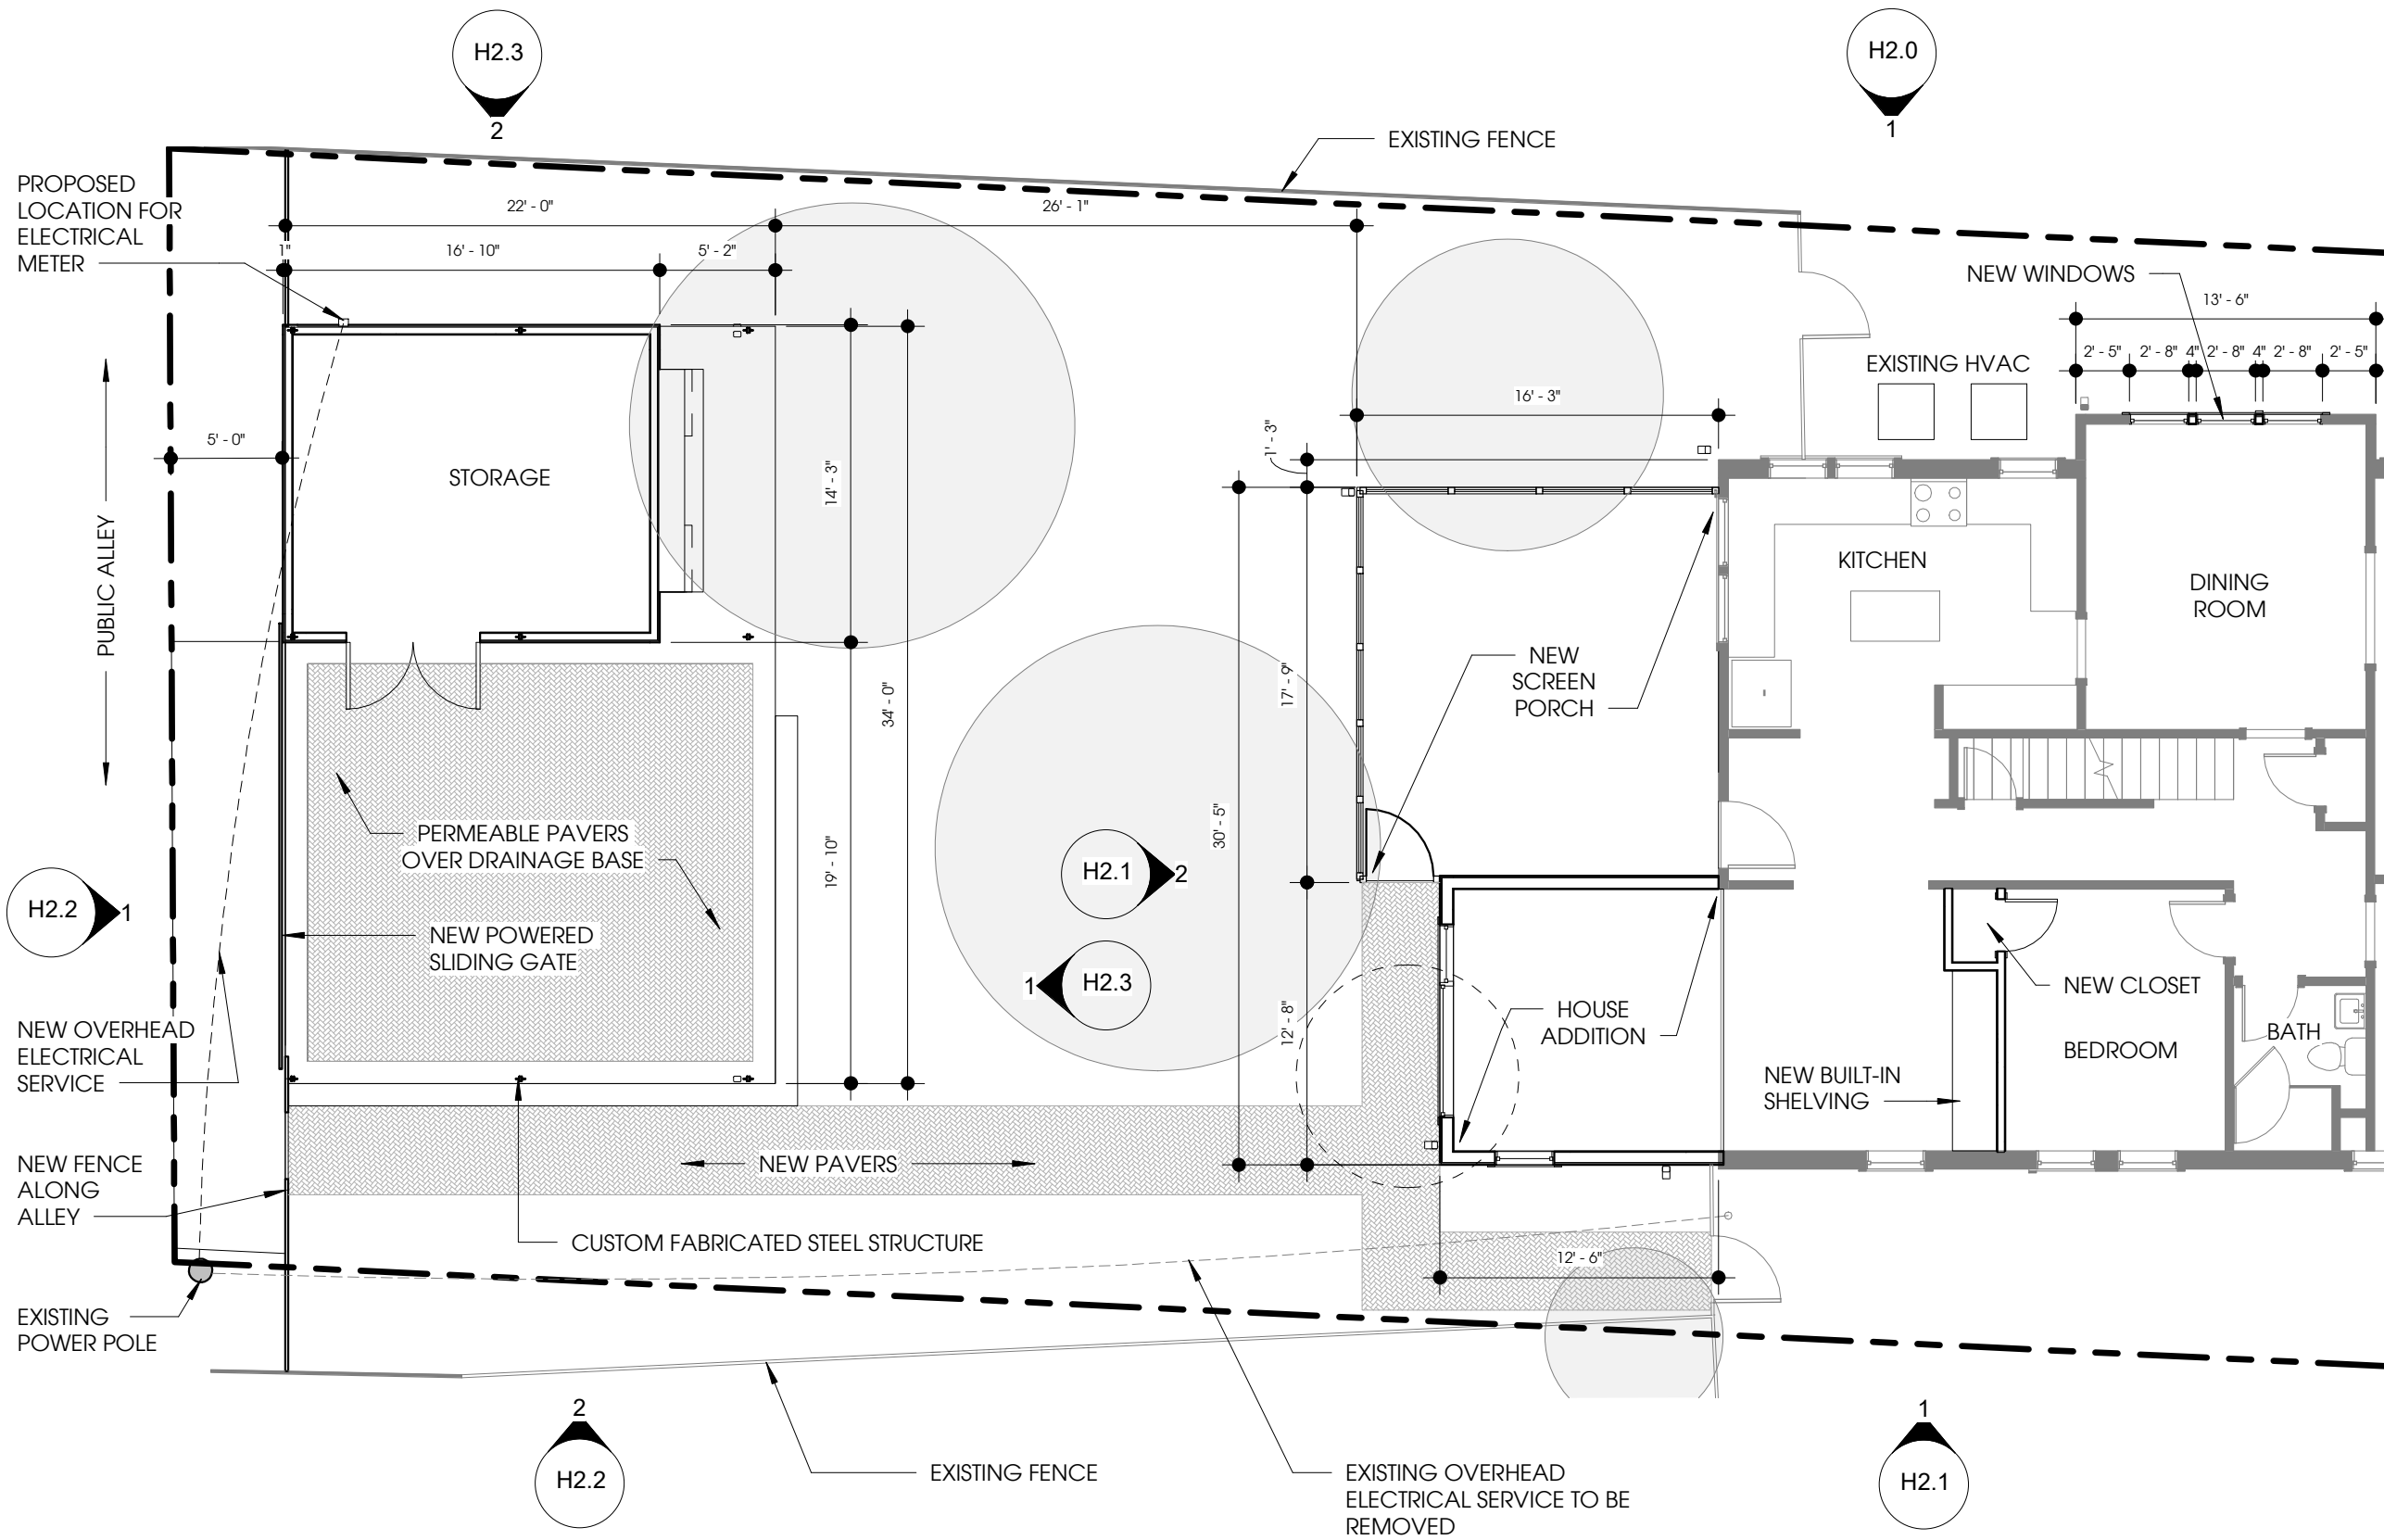 H2.3
2
H2.0
1
EXISTING FENCE
PROPOSED
LOCATION FOR
ELECTRICAL
METER
22' - 0"
26' - 1"
1"
16' - 10"
5' - 2"
NEW WINDOWS
13' - 6"
2' - 5"
2' - 8"
4"
2' - 8"
4"
2' - 8"
2' - 5"
EXISTING HVAC
16' - 3"
1' - 3"
5' - 0"
STORAGE
14' - 3"
PUBLIC ALLEY
KITCHEN
DINING
ROOM
NEW
SCREEN
PORCH
17' - 9"
34' - 0"
30' - 5"
PERMEABLE PAVERS
OVER DRAINAGE BASE
19' - 10"
H2.1
2
H2.2
1
NEW POWERED
SLIDING GATE
1
H2.3
NEW CLOSET
HOUSE
ADDITION
12' - 8"
BATH
BEDROOM
NEW OVERHEAD
ELECTRICAL
SERVICE
NEW BUILT-IN
SHELVING
NEW FENCE
ALONG
ALLEY
NEW PAVERS
CUSTOM FABRICATED STEEL STRUCTURE
12' - 6"
EXISTING
POWER POLE
2
H2.2
1
H2.1
EXISTING FENCE
EXISTING OVERHEAD
ELECTRICAL SERVICE TO BE
REMOVED